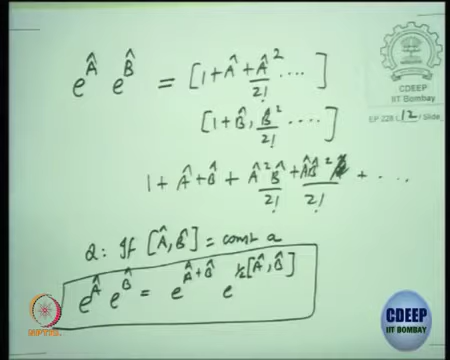 e^Â e^B̂ = [1 + Â + Â²/2! ....]
[1 + B̂, B̂²/2! ....]
1 + Â + B̂ + Â²B̂/2! + ÂB̂²/2! + ...
Q: If [Â, B̂] = const a
e^Â e^B̂ = e^(Â+B̂) e^(½[Â,B̂])
CDEEP
IIT Bombay
EP 228 L 12 / Slide
NPTEL
CDEEP
IIT BOMBAY